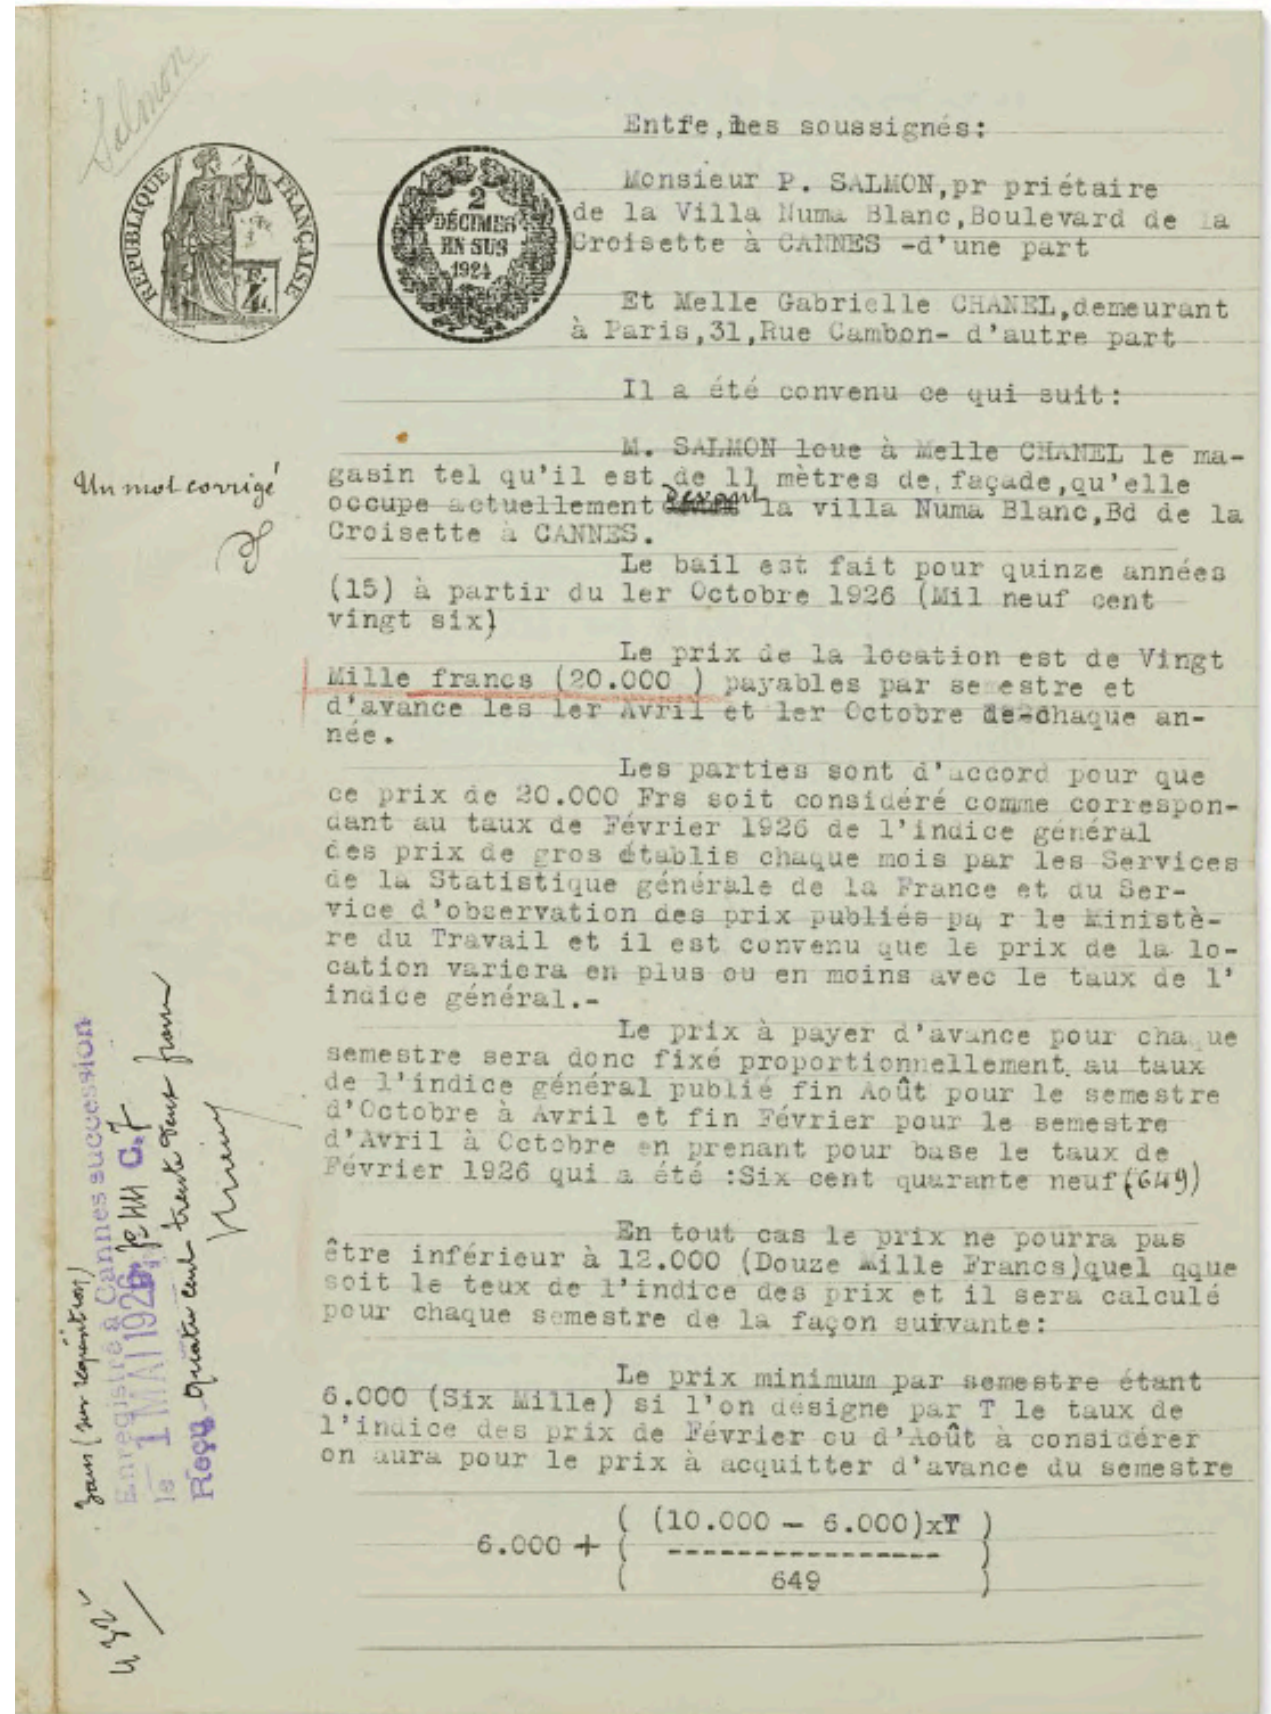 Salmon
REPUBLIQUE FRANÇAISE
2
DÉCIMES
EN SUS
1924
Entfe, les soussignés:
Monsieur P. SALMON,pr priétaire
de la Villa Numa Blanc,Boulevard de la
Croisette à CANNES -d'une part
Et Melle Gabrielle CHANEL,demeurant
à Paris,31,Rue Cambon- d'autre part
Il a été convenu ce qui suit:
M. SALMON loue à Melle CHANEL le ma-
gasin tel qu'il est de 11 mètres de façade,qu'elle
occupe actuellement devant la villa Numa Blanc,Bd de la
Croisette à CANNES.
Un mot corrigé
Le bail est fait pour quinze années
(15) à partir du 1er Octobre 1926 (Mil neuf cent
vingt six)
Le prix de la location est de Vingt
Mille francs (20.000 ) payables par semestre et
d'avance les 1er Avril et 1er Octobre de chaque an-
née.
Les parties sont d'accord pour que
ce prix de 20.000 Frs soit considéré comme correspon-
dant au taux de Février 1926 de l'indice général
des prix de gros établis chaque mois par les Services
de la Statistique générale de la France et du Ser-
vice d'observation des prix publiés pa r le Ministè-
re du Travail et il est convenu que le prix de la lo-
cation variera en plus ou en moins avec le taux de l'
indice général.-
Le prix à payer d'avance pour cha ue
semestre sera donc fixé proportionnellement au taux
de l'indice général publié fin Août pour le semestre
d'Octobre à Avril et fin Février pour le semestre
d'Avril à Octobre en prenant pour base le taux de
Février 1926 qui a été :Six cent quarante neuf (649)
En tout cas le prix ne pourra pas
être inférieur à 12.000 (Douze Mille Francs)quel qque
soit le teux de l'indice des prix et il sera calculé
pour chaque semestre de la façon suivante:
Le prix minimum par semestre étant
6.000 (Six Mille) si l'on désigne par T le taux de
l'indice des prix de Février ou d'Août à considérer
on aura pour le prix à acquitter d'avance du semestre
6.000 + ( (10.000 - 6.000)xT )
( ----------------- )
( 649 )
(sur réquisition)
Enregistré à Cannes succession
le 1 MAI 1926 C. 7
Reçu quatre cent trente deux francs
432